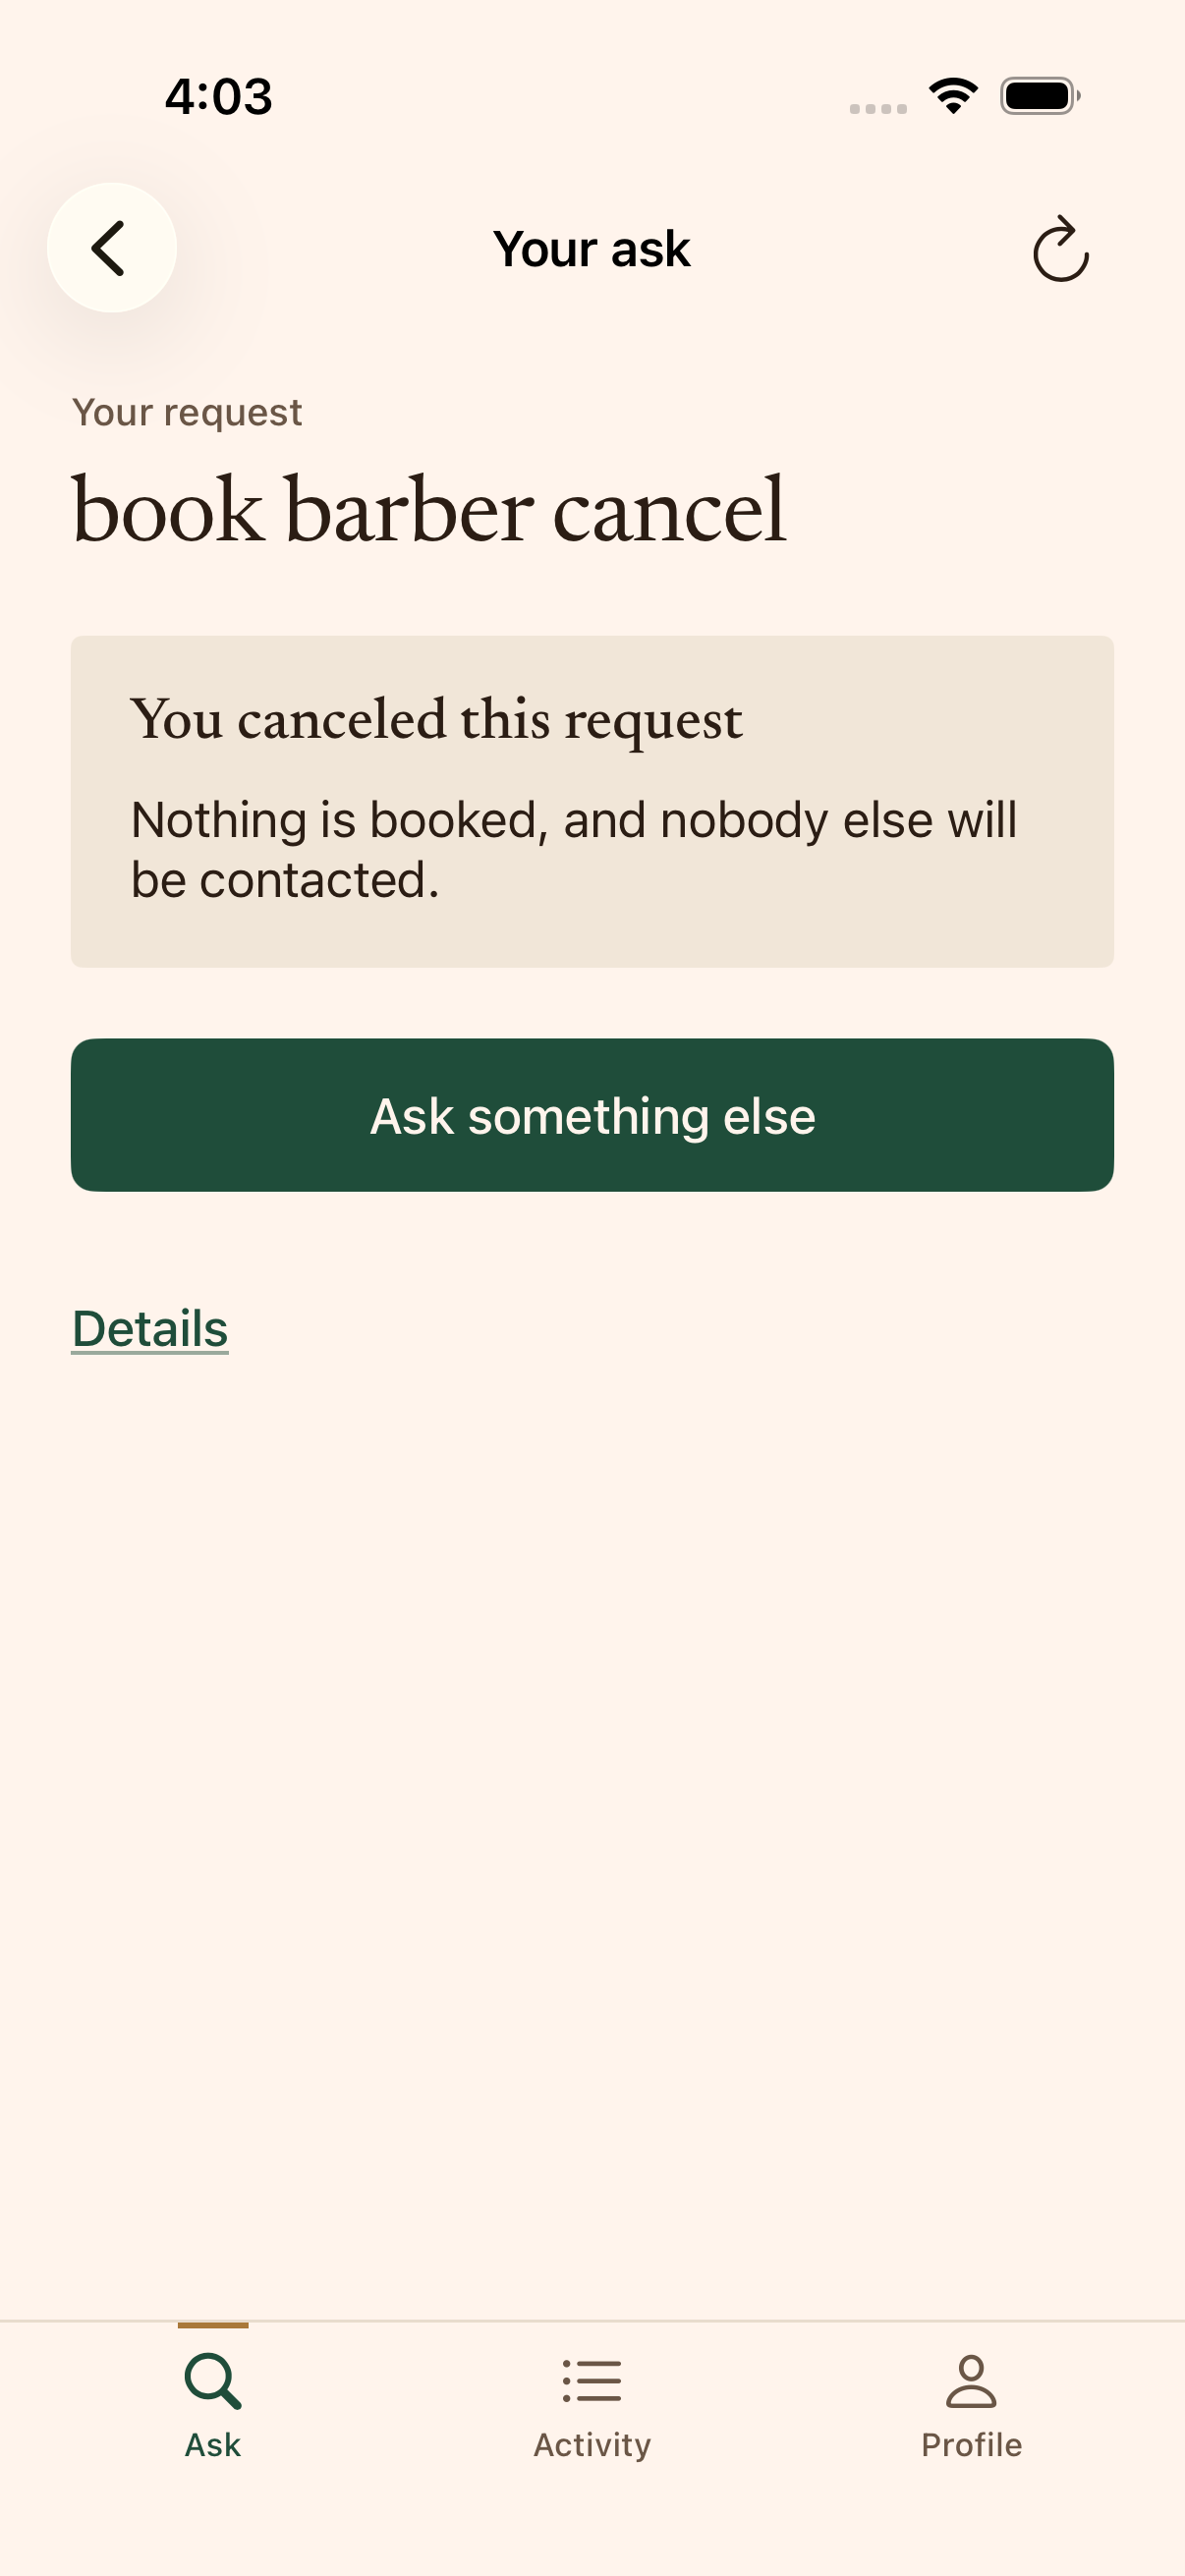 4:03
Your ask
Your request
book barber cancel
You canceled this request
Nothing is booked, and nobody else will
be contacted.
Ask something else
Details
Ask
Activity
Profile